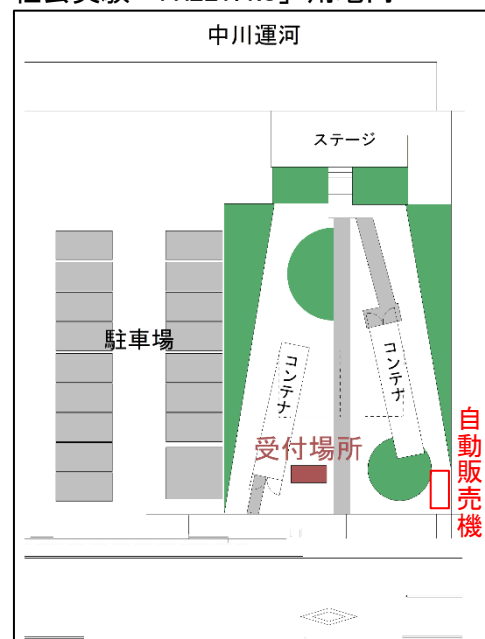 中川運河
ステージ
駐車場
コンテナ
コンテナ
受付場所
自動販売機